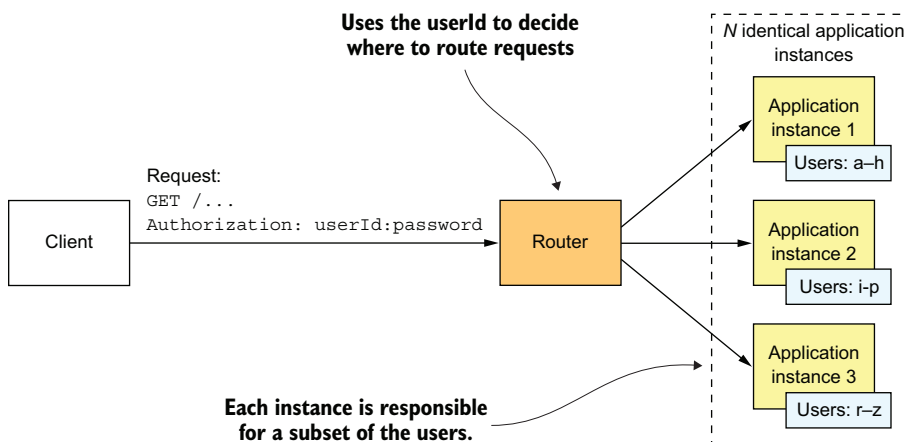 Uses the userId to decide
where to route requests
N identical application
instances
Application
instance 1
Users: a–h
Request:
GET /...
Authorization: userId:password
Client
Router
Application
instance 2
Users: i-p
Application
instance 3
Users: r–z
Each instance is responsible
for a subset of the users.